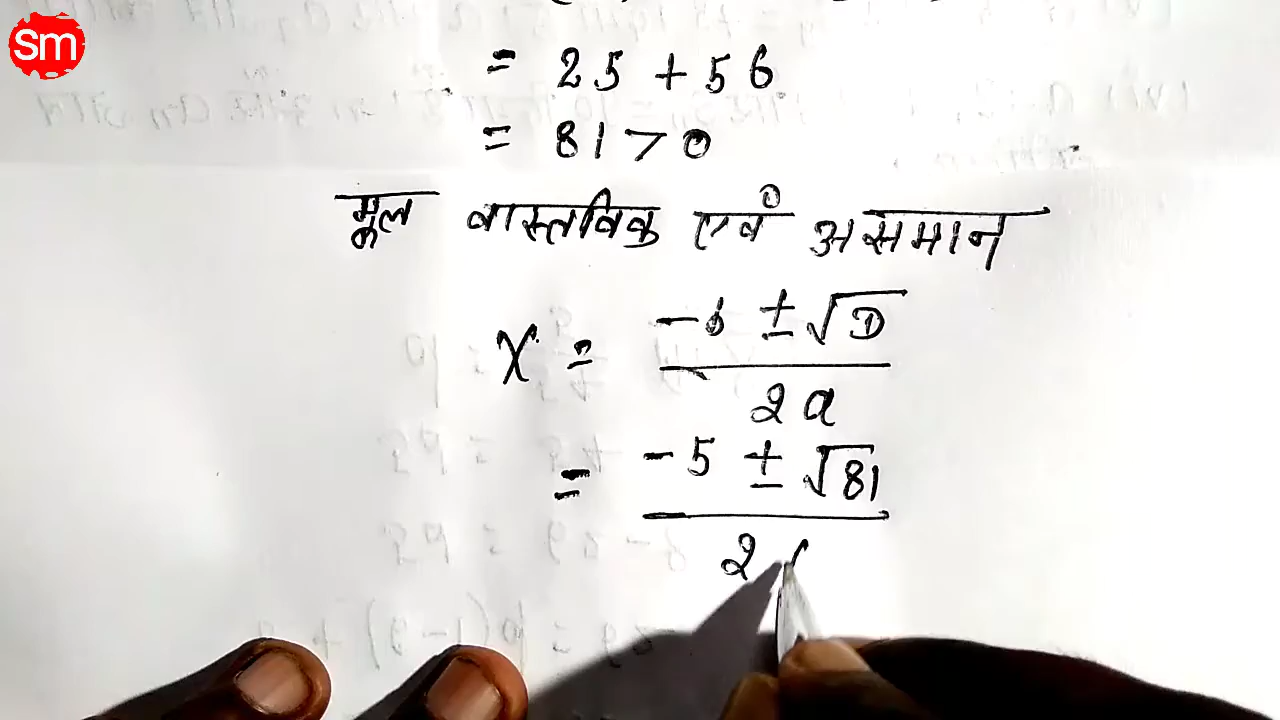 Sm
= 25 + 56
= 81 > 0
मूल वास्तविक एवं असमान
x = (-b ± √D) / 2a
= (-5 ± √81) / 2(